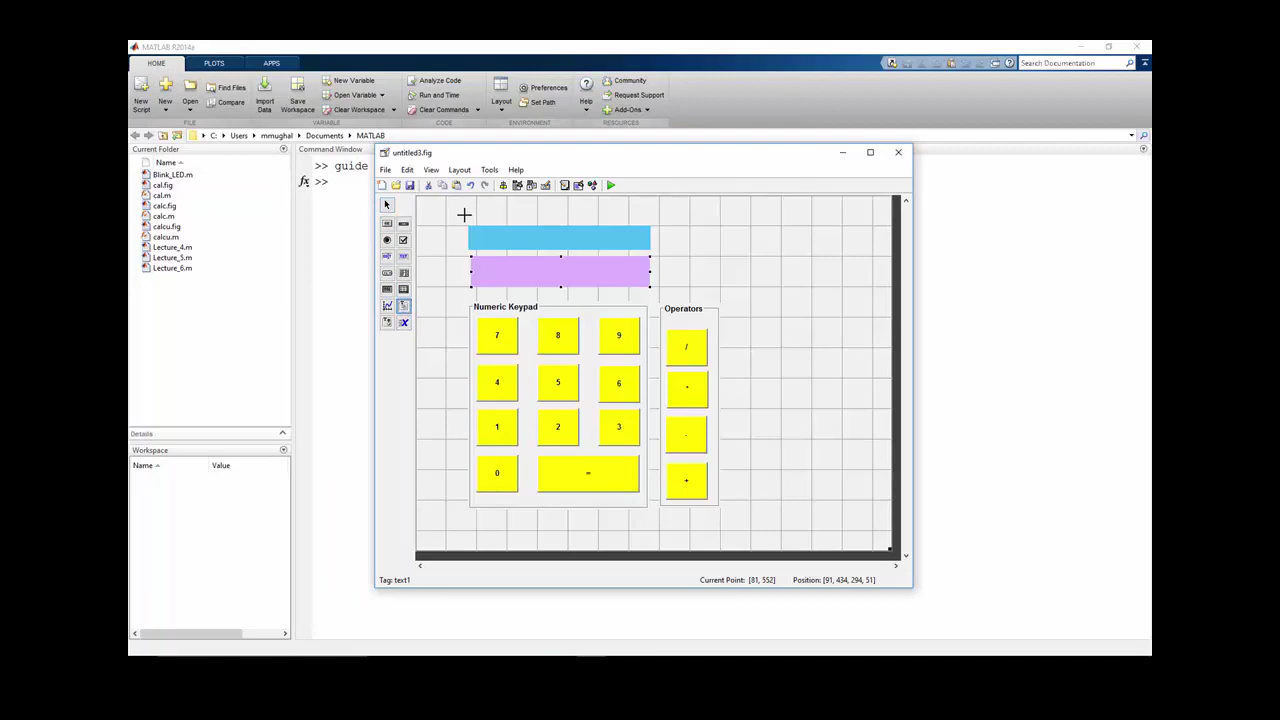 MATLAB R2014a
HOME
PLOTS
APPS
Search Documentation
New Script
New
Open
Find Files
Compare
Import Data
Save Workspace
New Variable
Open Variable
Clear Workspace
Analyze Code
Run and Time
Clear Commands
Layout
Preferences
Set Path
Help
Community
Request Support
Add-Ons
FILE
VARIABLE
CODE
ENVIRONMENT
RESOURCES
C: Users mmughal Documents MATLAB
Current Folder
Name
Blink_LED.m
cal.fig
cal.m
calc.fig
calc.m
calcu.fig
calcu.m
Lecture_4.m
Lecture_5.m
Lecture_6.m
Details
Workspace
Name Value
Command Window
>> guide
fx >>
untitled3.fig
File Edit View Layout Tools Help
Numeric Keypad
7 8 9
4 5 6
1 2 3
0 =
Operators
/
*
-
+
Tag: text1
Current Point: [81, 552]
Position: [91, 434, 294, 51]